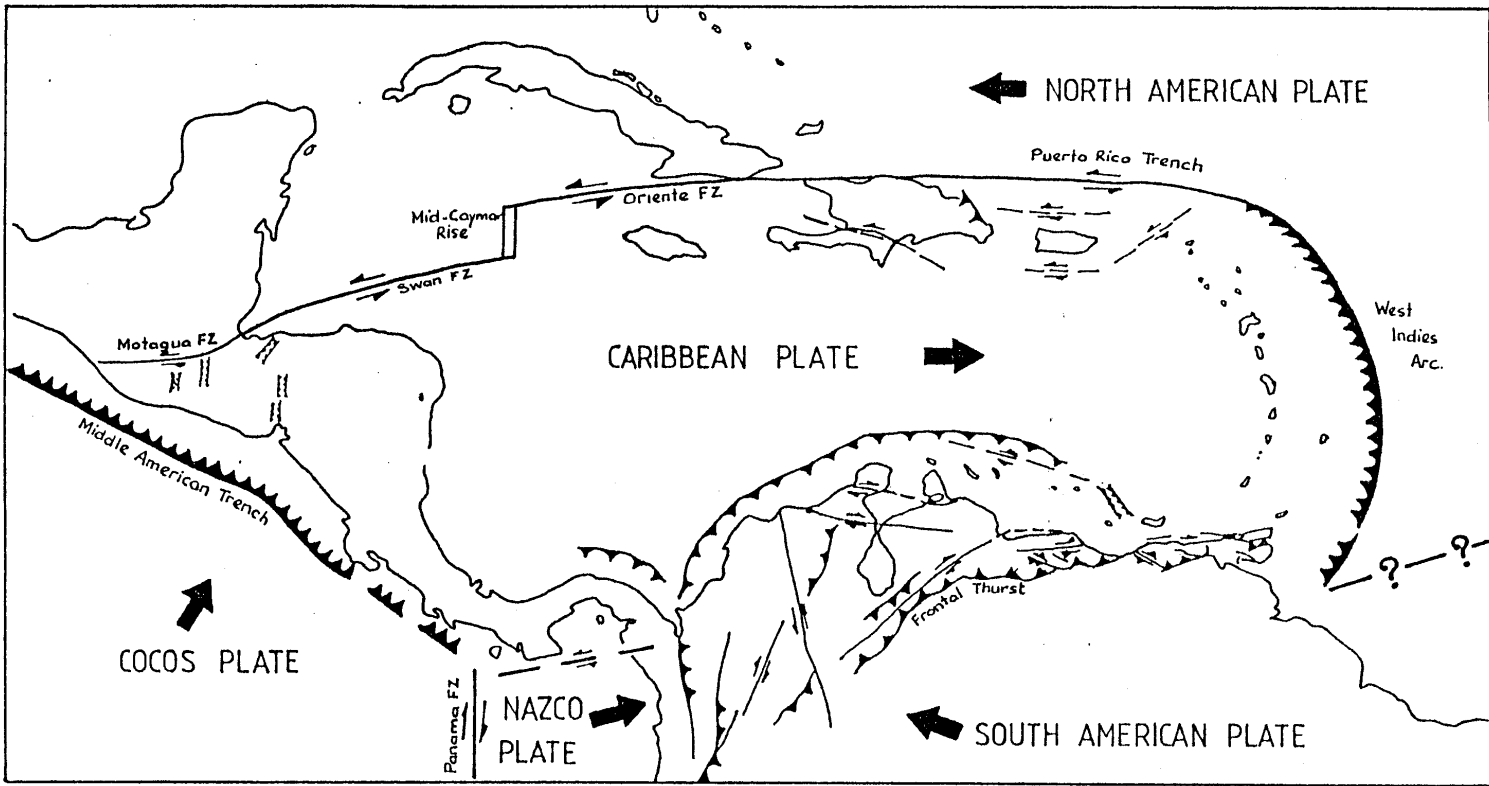 NORTH AMERICAN PLATE
Puerto Rico Trench
Oriente FZ
Mid-Cayma
Rise
Swan FZ
Motagua FZ
West
Indies
Arc.
CARIBBEAN PLATE
Middle American Trench
? ?
Frontal Thurst
COCOS PLATE
Panama FZ
NAZCO
PLATE
SOUTH AMERICAN PLATE